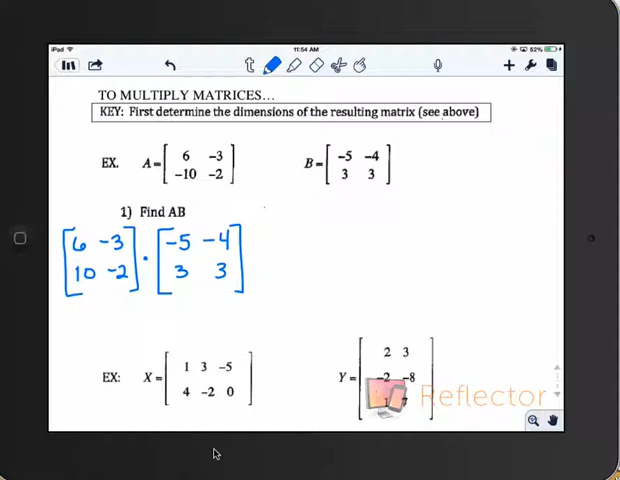 iPad 11:54 AM 52%
TO MULTIPLY MATRICES...
KEY: First determine the dimensions of the resulting matrix (see above)
EX. A = [ 6 -3 B = [ -5 -4
-10 -2 ] 3 3 ]
1) Find AB
[ 6 -3 ] · [ -5 -4 ]
[ 10 -2 ] [ 3 3 ]
EX: X = [ 1 3 -5 Y = [ 2 3
4 -2 0 ] -2 -8
Reflector